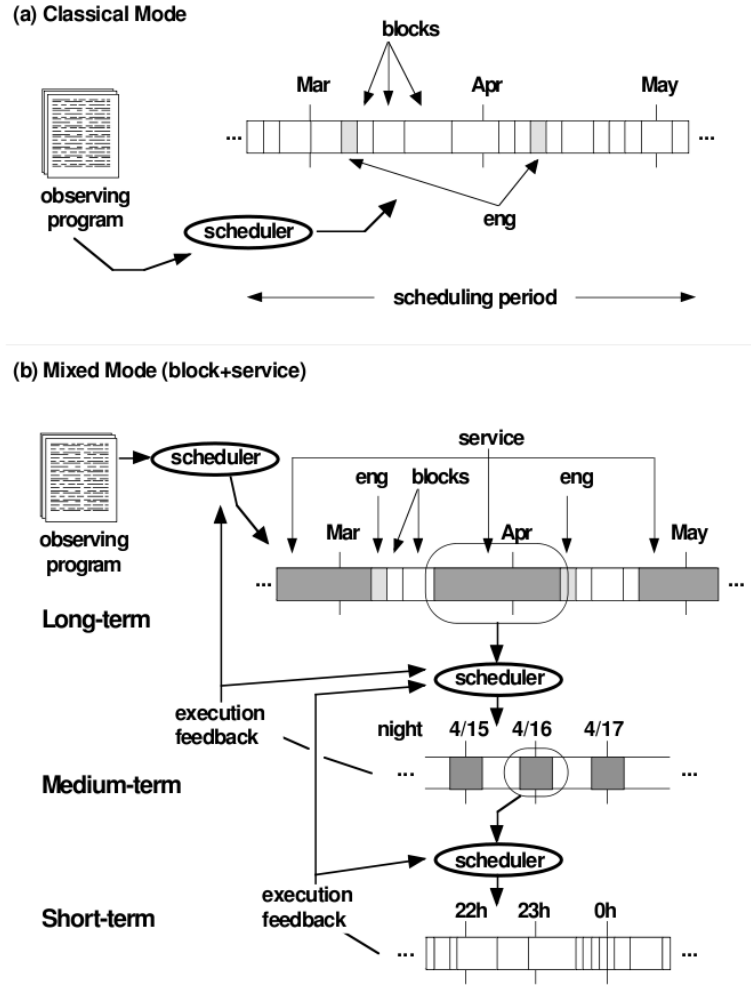 (a) Classical Mode
blocks
Mar Apr May
... ...
observing
program
eng
scheduler
scheduling period
(b) Mixed Mode (block+service)
service
scheduler
eng blocks eng
observing
program
Mar Apr May
... ...
Long-term
scheduler
execution
feedback
night 4/15 4/16 4/17
... ...
Medium-term
scheduler
execution
feedback
Short-term
22h 23h 0h
... ...